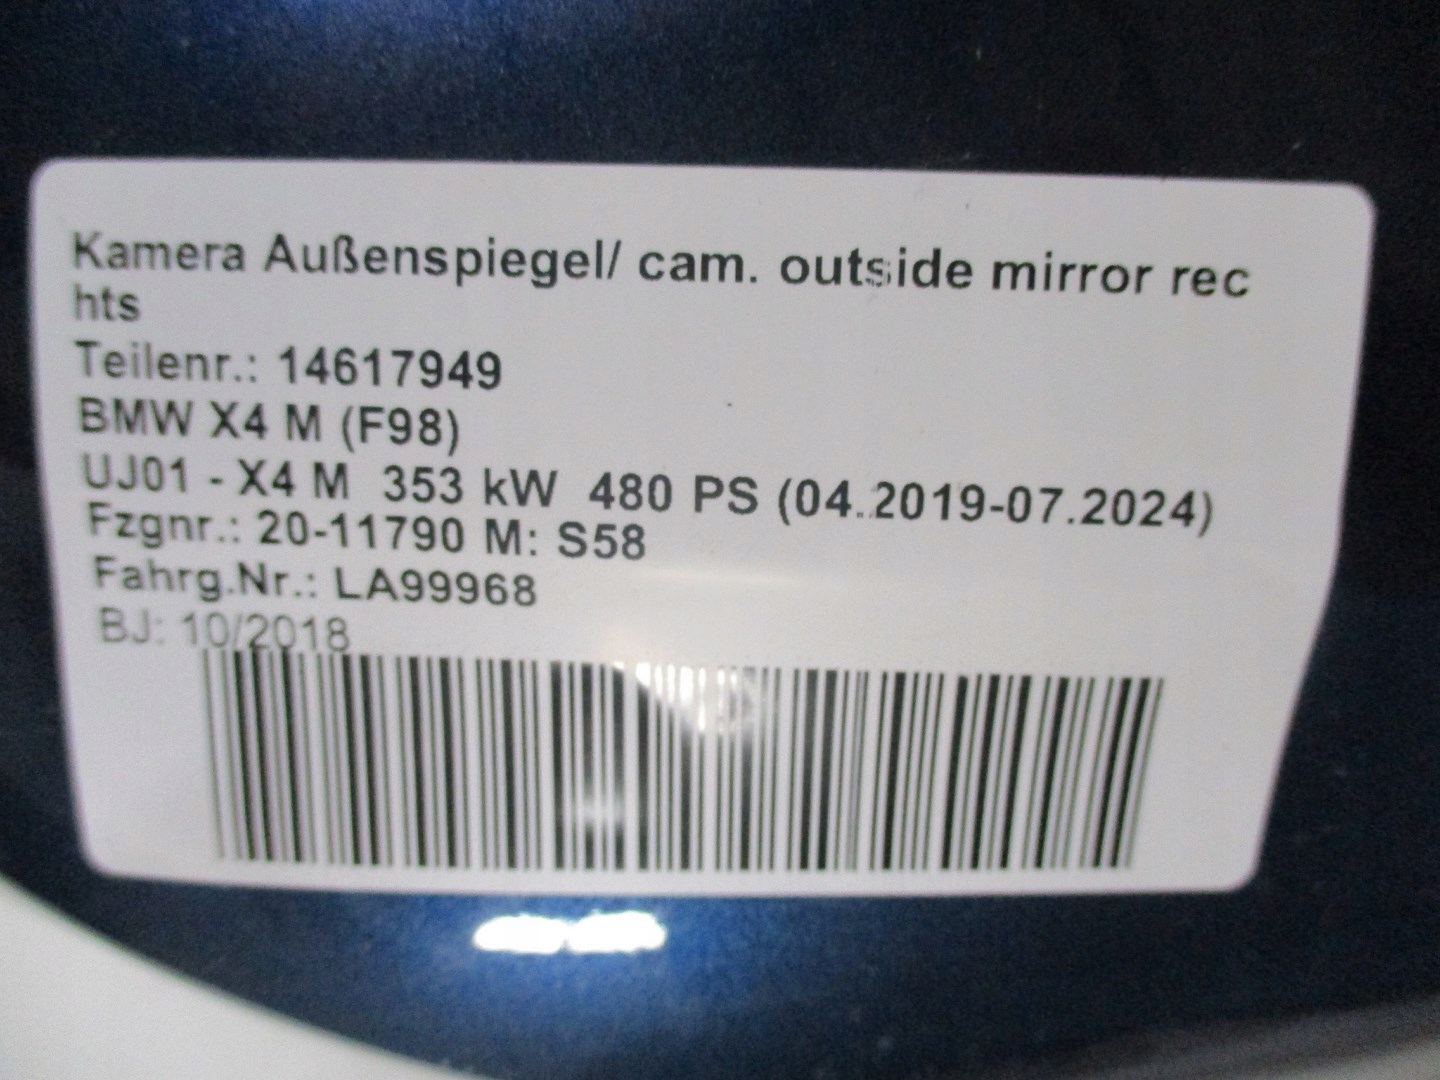 Kamera Außenspiegel/ cam. outside mirror rec
hts
Teilenr.: 14617949
BMW X4 M (F98)
UJ01 - X4 M 353 kW 480 PS (04.2019-07.2024)
Fzgnr.: 20-11790 M: S58
Fahrg.Nr.: LA99968
BJ: 10/2018